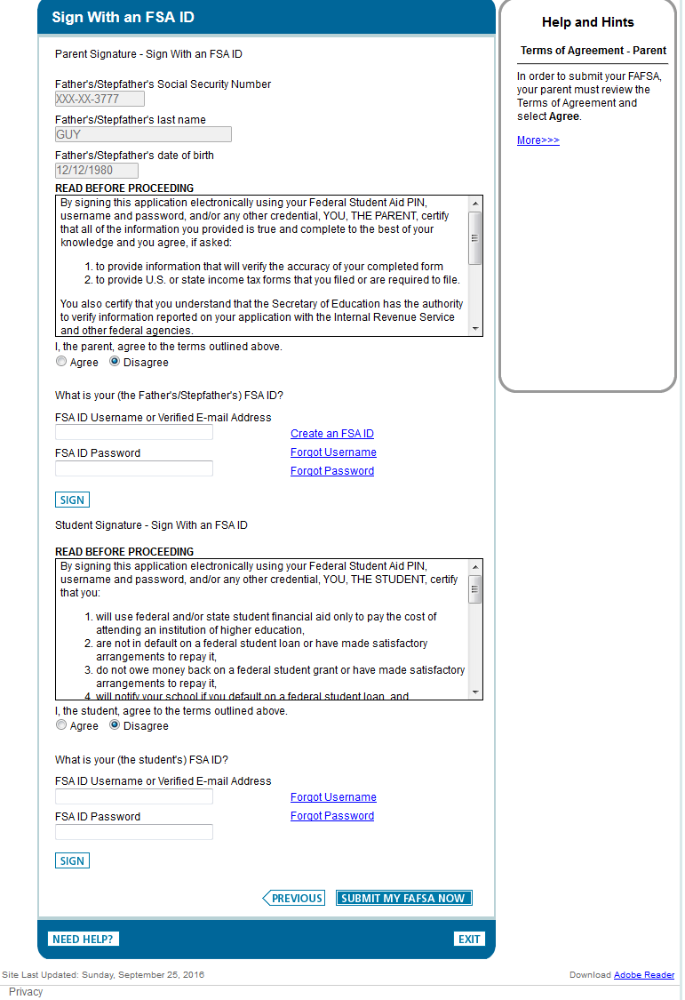 Sign With an FSA ID
Parent Signature - Sign With an FSA ID
Father's/Stepfather's Social Security Number
XXX-XX-3777
Father's/Stepfather's last name
GUY
Father's/Stepfather's date of birth
12/12/1980
READ BEFORE PROCEEDING
By signing this application electronically using your Federal Student Aid PIN,
username and password, and/or any other credential, YOU, THE PARENT, certify
that all of the information you provided is true and complete to the best of your
knowledge and you agree, if asked:
1. to provide information that will verify the accuracy of your completed form
2. to provide U.S. or state income tax forms that you filed or are required to file.
You also certify that you understand that the Secretary of Education has the authority
to verify information reported on your application with the Internal Revenue Service
and other federal agencies.
I, the parent, agree to the terms outlined above.
Agree Disagree
What is your (the Father's/Stepfather's) FSA ID?
FSA ID Username or Verified E-mail Address
Create an FSA ID
FSA ID Password
Forgot Username
Forgot Password
SIGN
Student Signature - Sign With an FSA ID
READ BEFORE PROCEEDING
By signing this application electronically using your Federal Student Aid PIN,
username and password, and/or any other credential, YOU, THE STUDENT, certify
that you:
1. will use federal and/or state student financial aid only to pay the cost of
attending an institution of higher education,
2. are not in default on a federal student loan or have made satisfactory
arrangements to repay it,
3. do not owe money back on a federal student grant or have made satisfactory
arrangements to repay it,
4. will notify your school if you default on a federal student loan, and
I, the student, agree to the terms outlined above.
Agree Disagree
What is your (the student's) FSA ID?
FSA ID Username or Verified E-mail Address
Forgot Username
FSA ID Password
Forgot Password
SIGN
PREVIOUS SUBMIT MY FAFSA NOW
NEED HELP? EXIT
Help and Hints
Terms of Agreement - Parent
In order to submit your FAFSA,
your parent must review the
Terms of Agreement and
select Agree.
More>>>
Site Last Updated: Sunday, September 25, 2016
Download Adobe Reader
Privacy